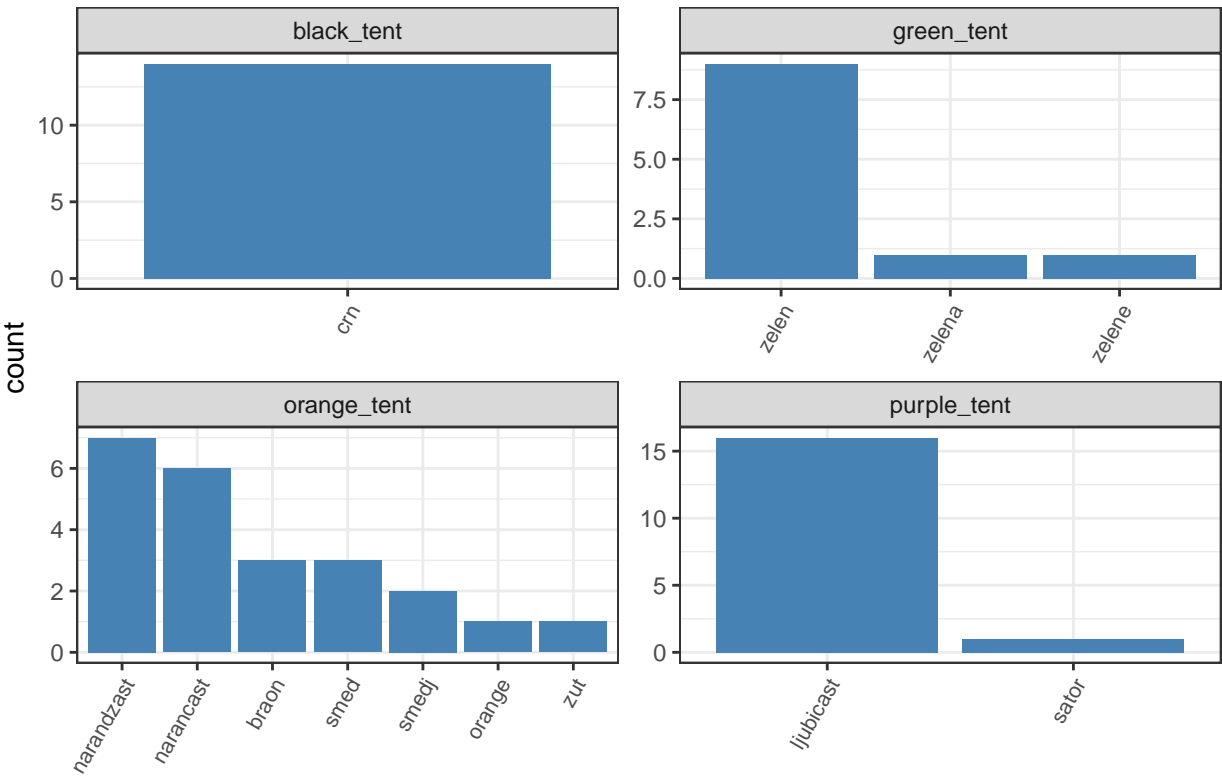 black_tent
green_tent
10
5
0
7.5
5.0
2.5
0.0
crn
zelen
zelena
zelene
count
orange_tent
purple_tent
6
4
2
0
15
10
5
0
narandzast
narancast
braon
smed
smedj
orange
zut
ljubicast
sator